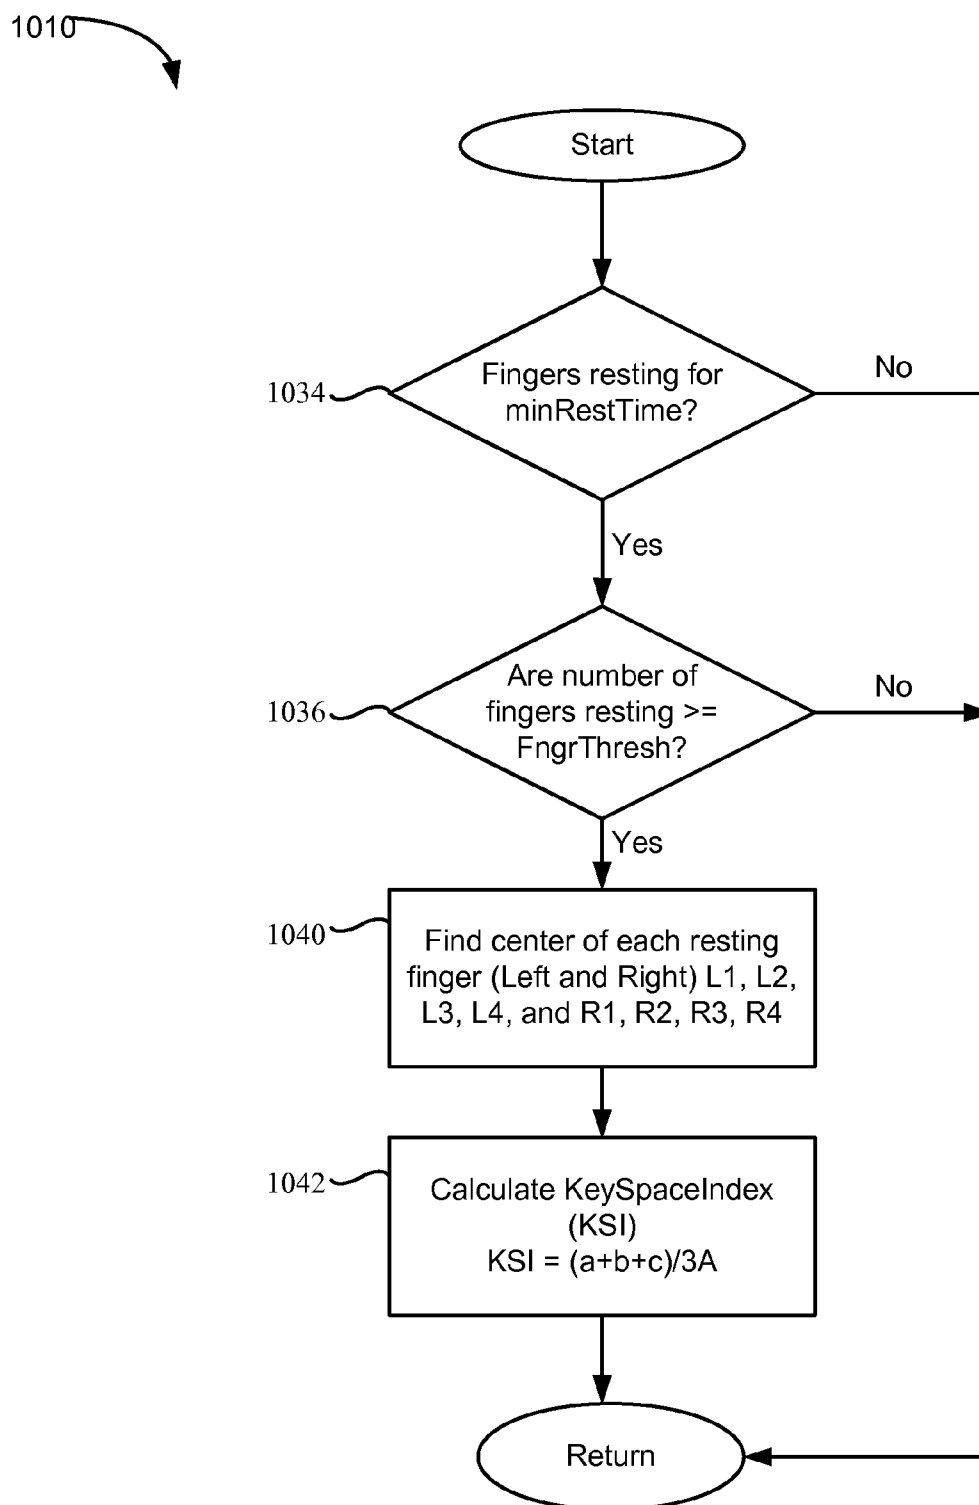 1010
Start
1034
Fingers resting for
minRestTime?
No
Yes
1036
Are number of
fingers resting >=
FngrThresh?
No
Yes
1040
Find center of each resting
finger (Left and Right) L1, L2,
L3, L4, and R1, R2, R3, R4
1042
Calculate KeySpaceIndex
(KSI)
KSI = (a+b+c)/3A
Return